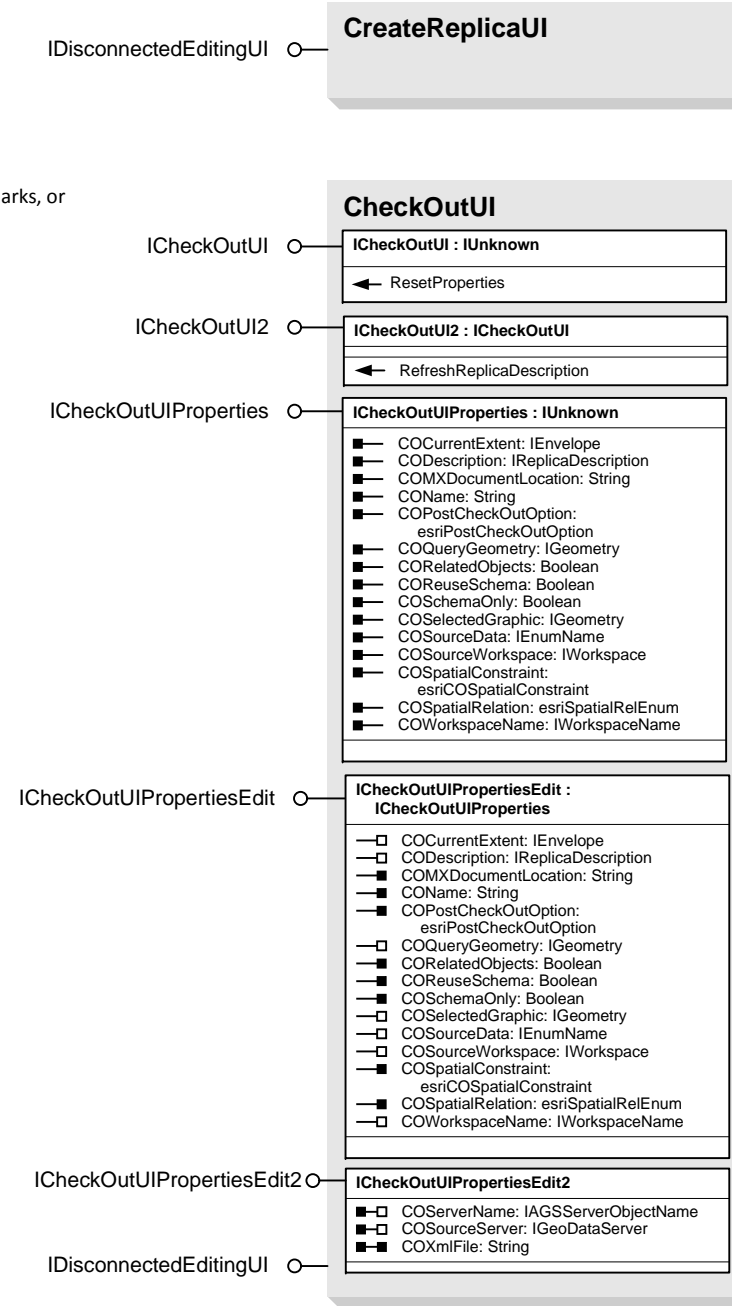 CreateReplicaUI
IDisconnectedEditingUI
arks, or
CheckOutUI
ICheckOutUI
ICheckOutUI : IUnknown
ResetProperties
ICheckOutUI2
ICheckOutUI2 : ICheckOutUI
RefreshReplicaDescription
ICheckOutUIProperties
ICheckOutUIProperties : IUnknown
COCurrentExtent: IEnvelope
CODescription: IReplicaDescription
COMXDocumentLocation: String
COName: String
COPostCheckOutOption:
esriPostCheckOutOption
COQueryGeometry: IGeometry
CORelatedObjects: Boolean
COReuseSchema: Boolean
COSchemaOnly: Boolean
COSelectedGraphic: IGeometry
COSourceData: IEnumName
COSourceWorkspace: IWorkspace
COSpatialConstraint:
esriCOSpatialConstraint
COSpatialRelation: esriSpatialRelEnum
COWorkspaceName: IWorkspaceName
ICheckOutUIPropertiesEdit
ICheckOutUIPropertiesEdit :
ICheckOutUIProperties
COCurrentExtent: IEnvelope
CODescription: IReplicaDescription
COMXDocumentLocation: String
COName: String
COPostCheckOutOption:
esriPostCheckOutOption
COQueryGeometry: IGeometry
CORelatedObjects: Boolean
COReuseSchema: Boolean
COSchemaOnly: Boolean
COSelectedGraphic: IGeometry
COSourceData: IEnumName
COSourceWorkspace: IWorkspace
COSpatialConstraint:
esriCOSpatialConstraint
COSpatialRelation: esriSpatialRelEnum
COWorkspaceName: IWorkspaceName
ICheckOutUIPropertiesEdit2
ICheckOutUIPropertiesEdit2
COServerName: IAGSServerObjectName
COSourceServer: IGeoDataServer
COXmlFile: String
IDisconnectedEditingUI